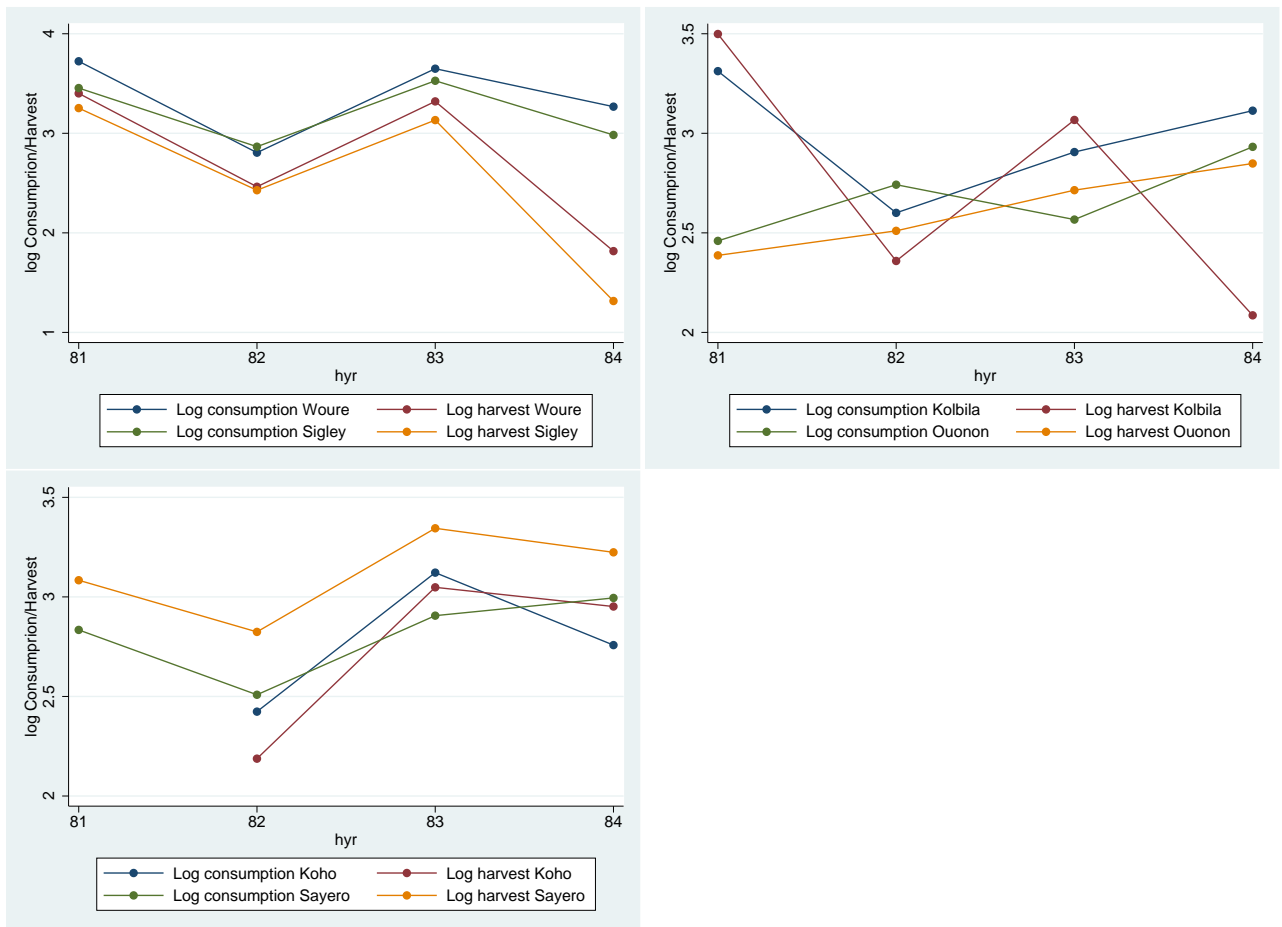 log Consumprion/Harvest
4
3
2
1
81 82 83 84
hyr
Log consumption Woure Log harvest Woure
Log consumption Sigley Log harvest Sigley
log Consumprion/Harvest
3.5
3
2.5
2
81 82 83 84
hyr
Log consumption Kolbila Log harvest Kolbila
Log consumption Ouonon Log harvest Ouonon
log Consumprion/Harvest
3.5
3
2.5
2
81 82 83 84
hyr
Log consumption Koho Log harvest Koho
Log consumption Sayero Log harvest Sayero